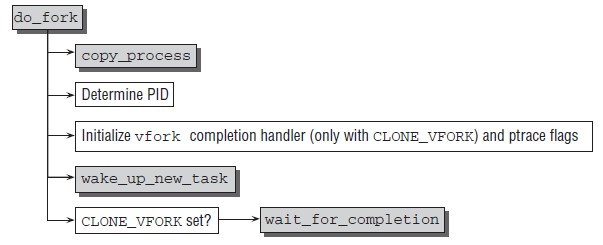 do_fork
copy_process
Determine PID
Initialize vfork completion handler (only with CLONE_VFORK) and ptrace flags
wake_up_new_task
CLONE_VFORK set?
wait_for_completion